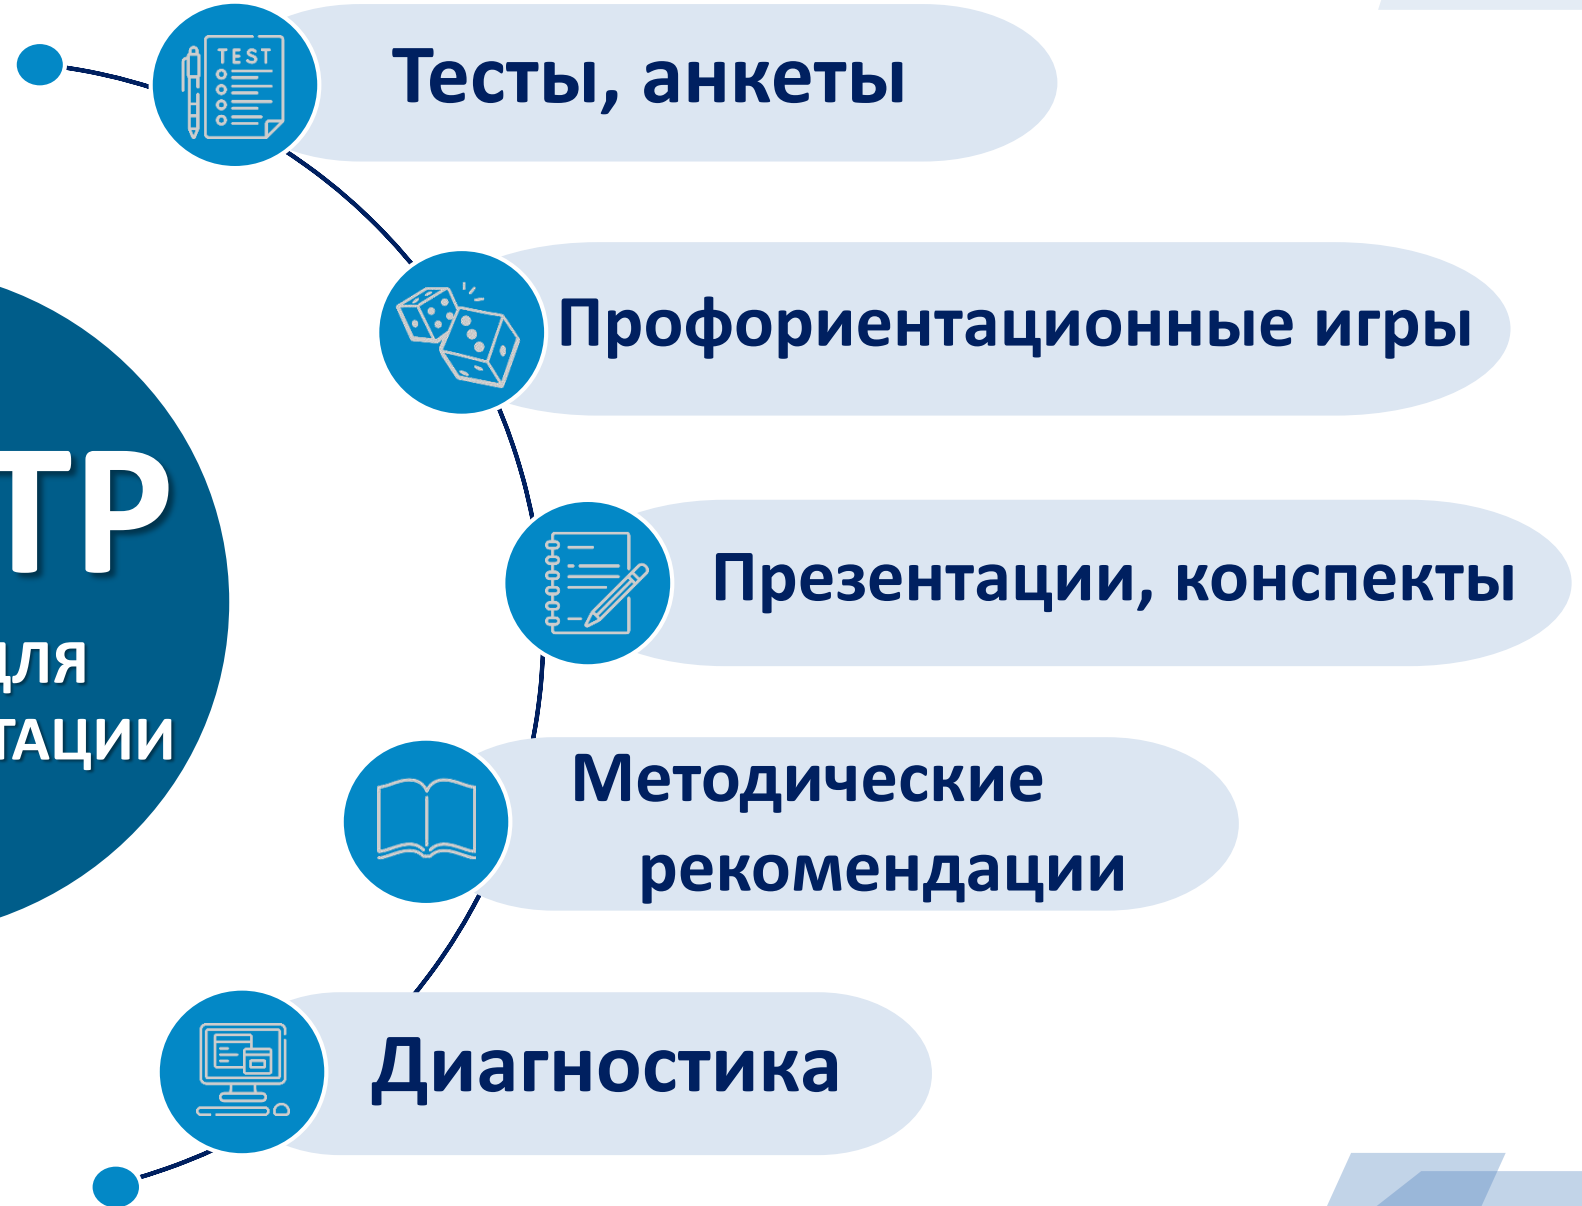 TEST
Тесты, анкеты
Профориентационные игры
ТР
Презентации, конспекты
для
тации
Методические
рекомендации
Диагностика